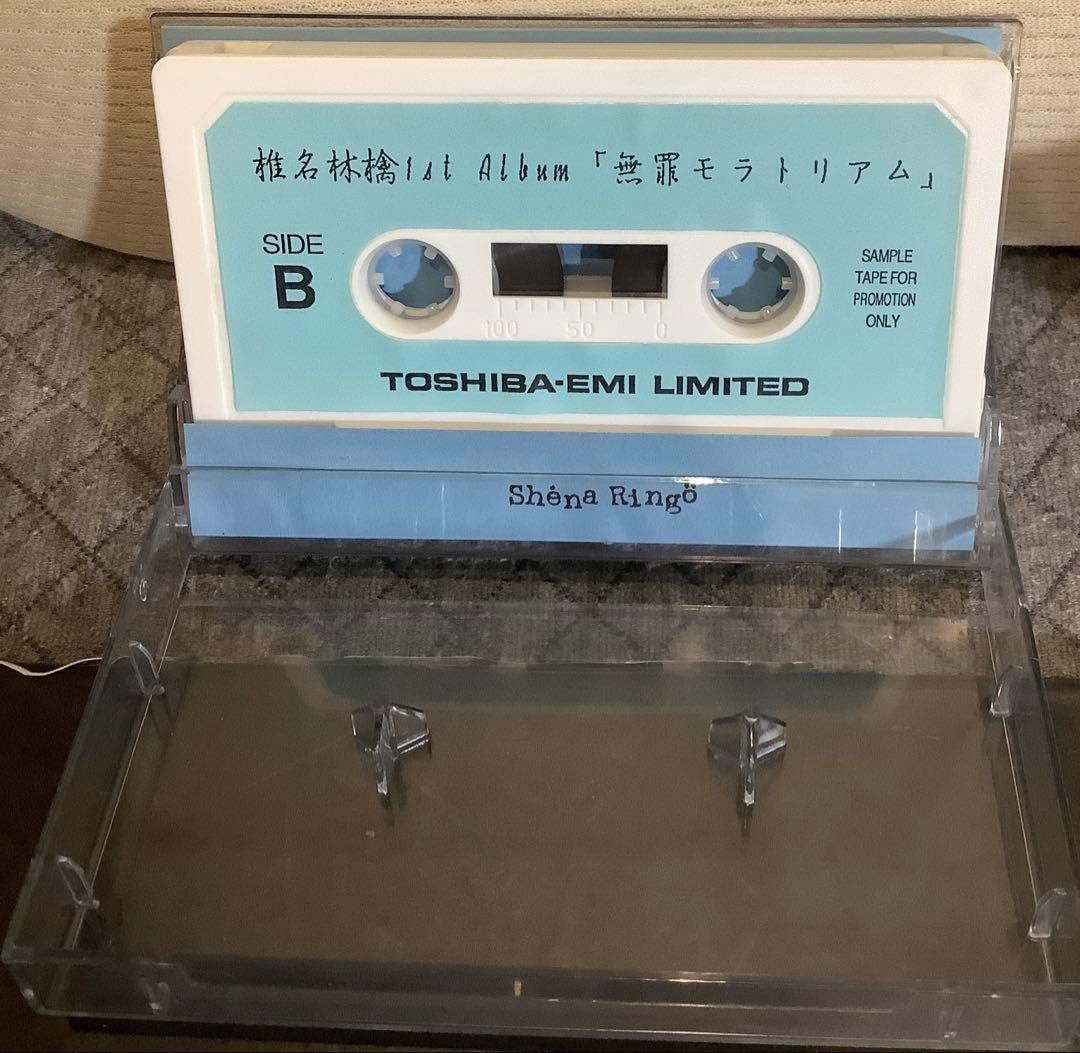 椎名林檎1st Album「無罪モラトリアム」
SIDE
B
SAMPLE
TAPE FOR
PROMOTION
ONLY
100 50 0
TOSHIBA-EMI LIMITED
Shéna Ringö